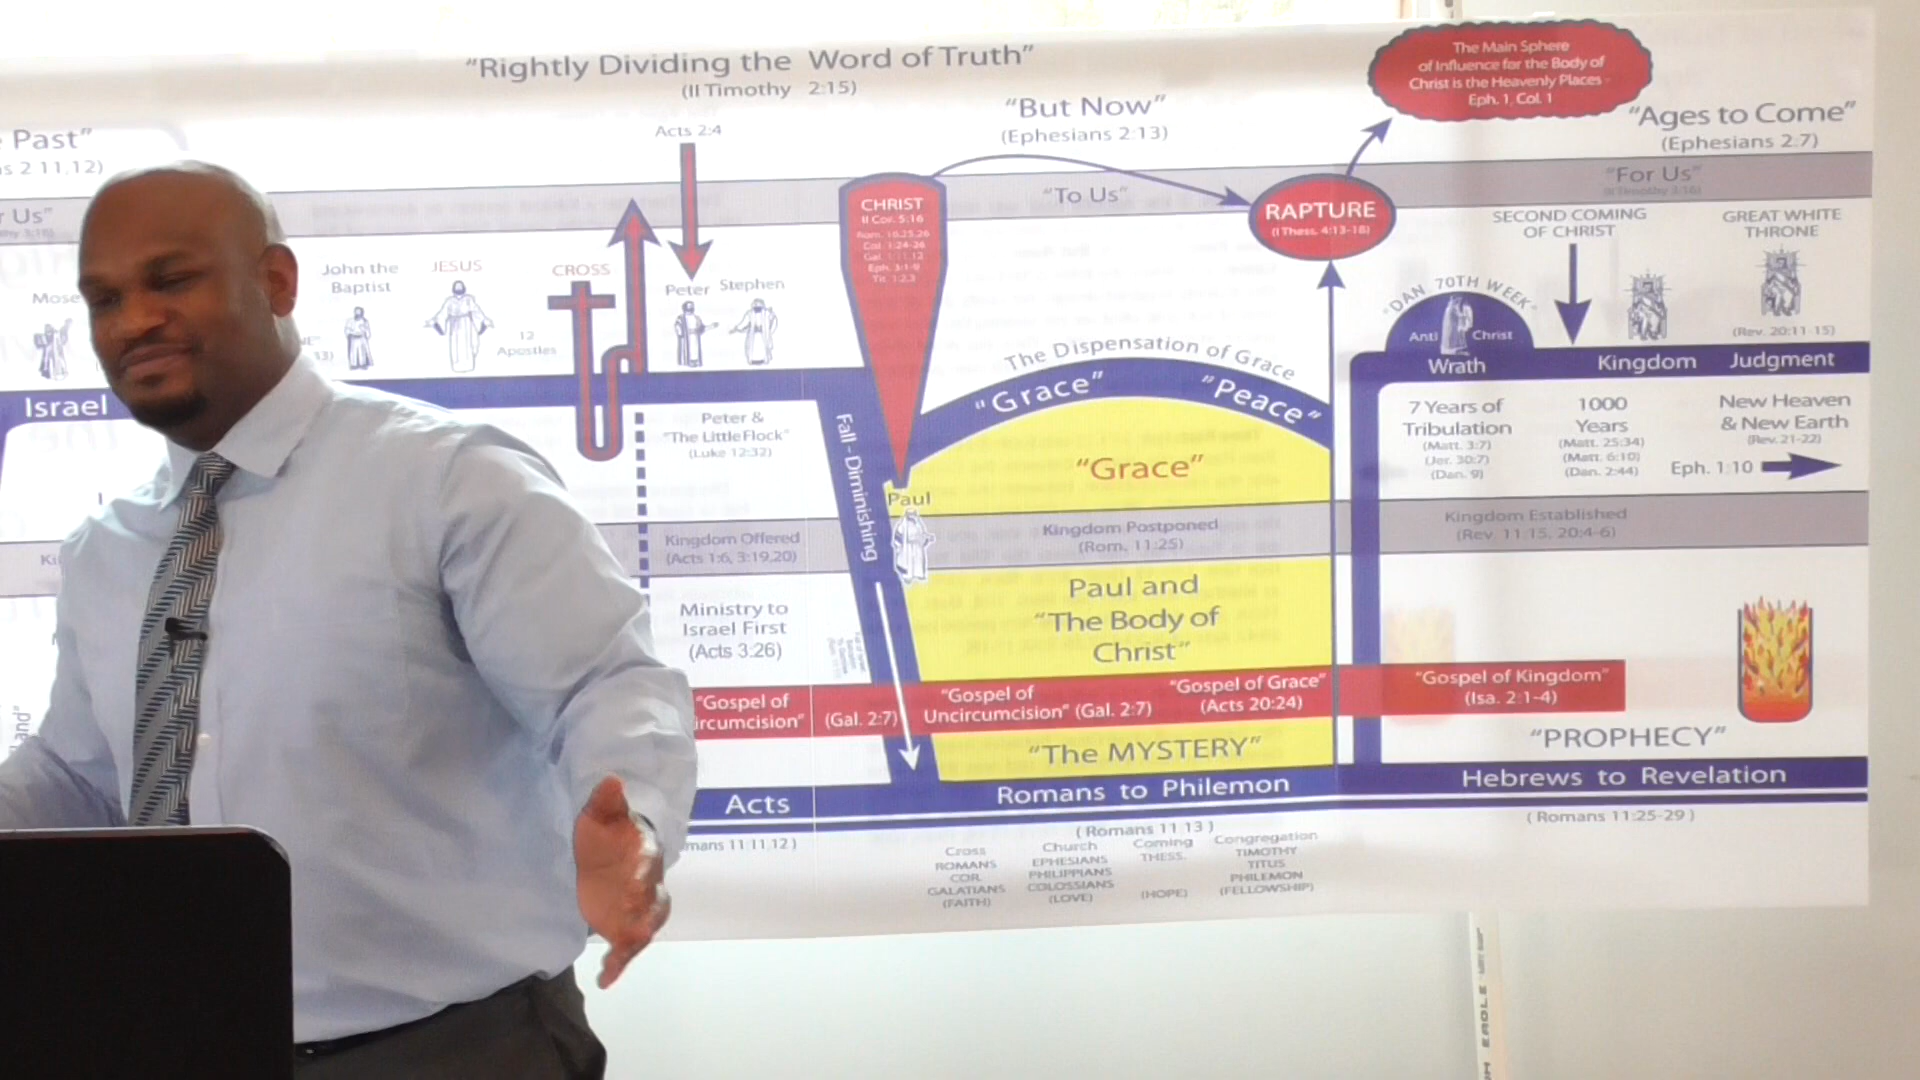 "Rightly Dividing the Word of Truth"
(II Timothy 2:15)
Past"
2 11,12)
Us"
Acts 2:4
"But Now"
(Ephesians 2:13)
"To Us"
The Main Sphere
of Influence for the Body of
Christ is the Heavenly Places
Eph. 1, Col. 1
"Ages to Come"
(Ephesians 2:7)
"For Us"
John the
Baptist
JESUS
12
Apostles
CROSS
Peter
Stephen
CHRIST
II Cor. 5:16
Rom. 16:25,26
Col. 1:24-26
Gal. 1:11,12
Eph. 3:1-9
Tit. 1:2,3
RAPTURE
(I Thess. 4:13-18)
SECOND COMING
OF CHRIST
GREAT WHITE
THRONE
(Rev. 20:11-15)
"DAN. 70TH WEEK"
Anti Christ
Wrath
Kingdom
Judgment
The Dispensation of Grace
"Grace"
"Peace"
Israel
Peter &
"The Little Flock"
(Luke 12:32)
Fall - Diminishing
"Grace"
Paul
7 Years of
Tribulation
(Matt. 3:7)
(Jer. 30:7)
(Dan. 9)
1000
Years
(Matt. 25:34)
(Matt. 6:10)
(Dan. 2:44)
New Heaven
& New Earth
(Rev. 21-22)
Eph. 1:10
Kingdom Offered
(Acts 1:6, 3:19,20)
Kingdom Postponed
(Rom. 11:25)
Kingdom Established
(Rev. 11:15, 20:4-6)
Ministry to
Israel First
(Acts 3:26)
Paul and
"The Body of
Christ"
"Gospel of
ircumcision"
(Gal. 2:7)
"Gospel of
Uncircumcision" (Gal. 2:7)
"Gospel of Grace"
(Acts 20:24)
"Gospel of Kingdom"
(Isa. 2:1-4)
"The MYSTERY"
"PROPHECY"
Acts
Romans to Philemon
Hebrews to Revelation
mans 11 11,12)
(Romans 11 13)
(Romans 11:25-29)
Cross
ROMANS
COR.
GALATIANS
(FAITH)
Church
EPHESIANS
PHILIPPIANS
COLOSSIANS
(LOVE)
Coming
THESS.
(HOPE)
Congregation
TIMOTHY
TITUS
PHILEMON
(FELLOWSHIP)